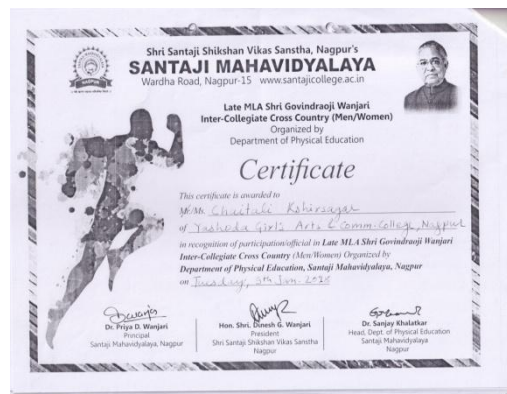 Shri Santaji Shikshan Vikas Sanstha, Nagpur's
SANTAJI MAHAVIDYALAYA
Wardha Road, Nagpur-15 www.santajicollege.ac.in
Late MLA Shri Govindraoji Wanjari
Inter-Collegiate Cross Country (Men/Women)
Organized by
Department of Physical Education
Certificate
This certificate is awarded to
Mr/Ms. Chaitali Kshirsagar
of Yashoda Girls Arts & Comm. College, Nagpur
in recognition of participation/official in Late MLA Shri Govindraoji Wanjari
Inter-Collegiate Cross Country (Men/Women) Organized by
Department of Physical Education, Santaji Mahavidyalaya, Nagpur
on Tuesday, Jan.
Dr. Priya D. Wanjari
Principal
Santaji Mahavidyalaya, Nagpur
Hon. Shri. Dinesh G. Wanjari
President
Shri Santaji Shikshan Vikas Sanstha
Nagpur
Dr. Sanjay Khalatkar
Head, Dept. of Physical Education
Santaji Mahavidyalaya
Nagpur